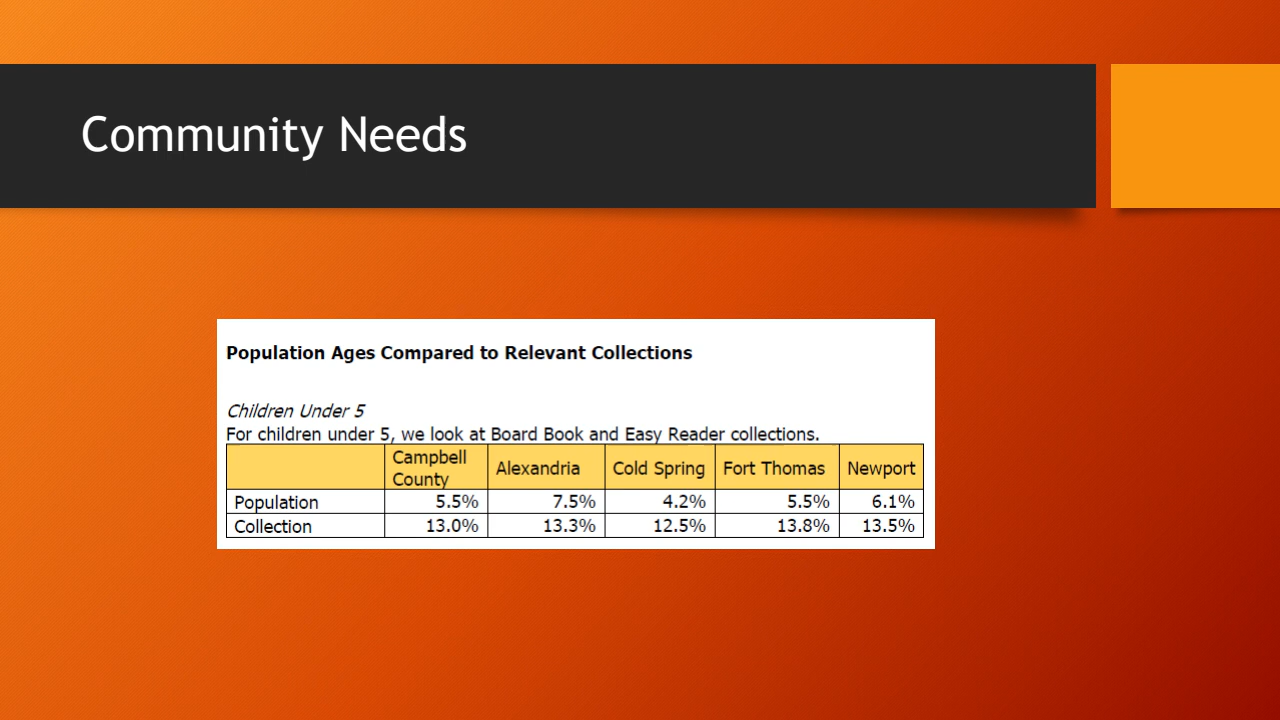 Community Needs
Population Ages Compared to Relevant Collections
Children Under 5
For children under 5, we look at Board Book and Easy Reader collections.
Campbell County Alexandria Cold Spring Fort Thomas Newport
Population 5.5% 7.5% 4.2% 5.5% 6.1%
Collection 13.0% 13.3% 12.5% 13.8% 13.5%